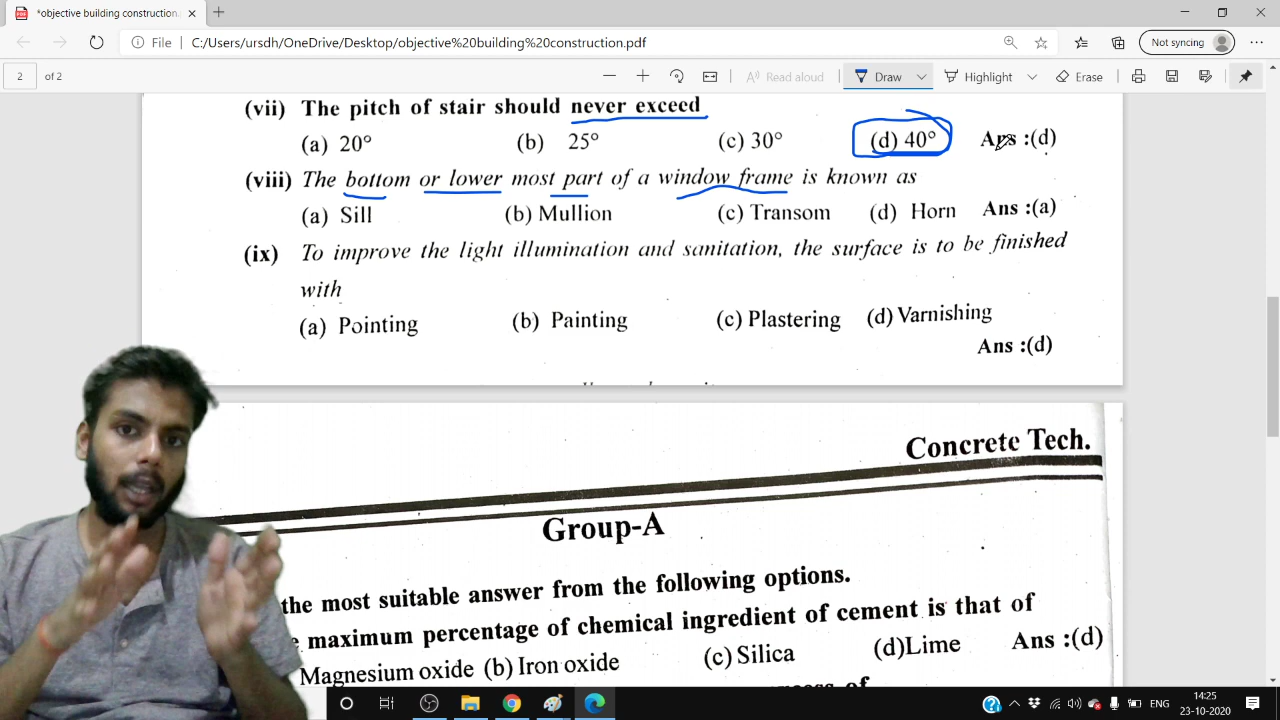 *objective building construction.
File
C:/Users/ursdh/OneDrive/Desktop/objective%20building%20construction.pdf
Not syncing
2 of 2
Read aloud
Draw
Highlight
Erase
(vii) The pitch of stair should never exceed
(a) 20° (b) 25° (c) 30° (d) 40° Ans :(d)
(viii) The bottom or lower most part of a window frame is known as
(a) Sill (b) Mullion (c) Transom (d) Horn Ans :(a)
(ix) To improve the light illumination and sanitation, the surface is to be finished
with
(a) Pointing (b) Painting (c) Plastering (d) Varnishing
Ans :(d)
Concrete Tech.
Group-A
the most suitable answer from the following options.
maximum percentage of chemical ingredient of cement is that of
Magnesium oxide (b) Iron oxide (c) Silica (d)Lime Ans :(d)
of
ENG
14:25
23-10-2020